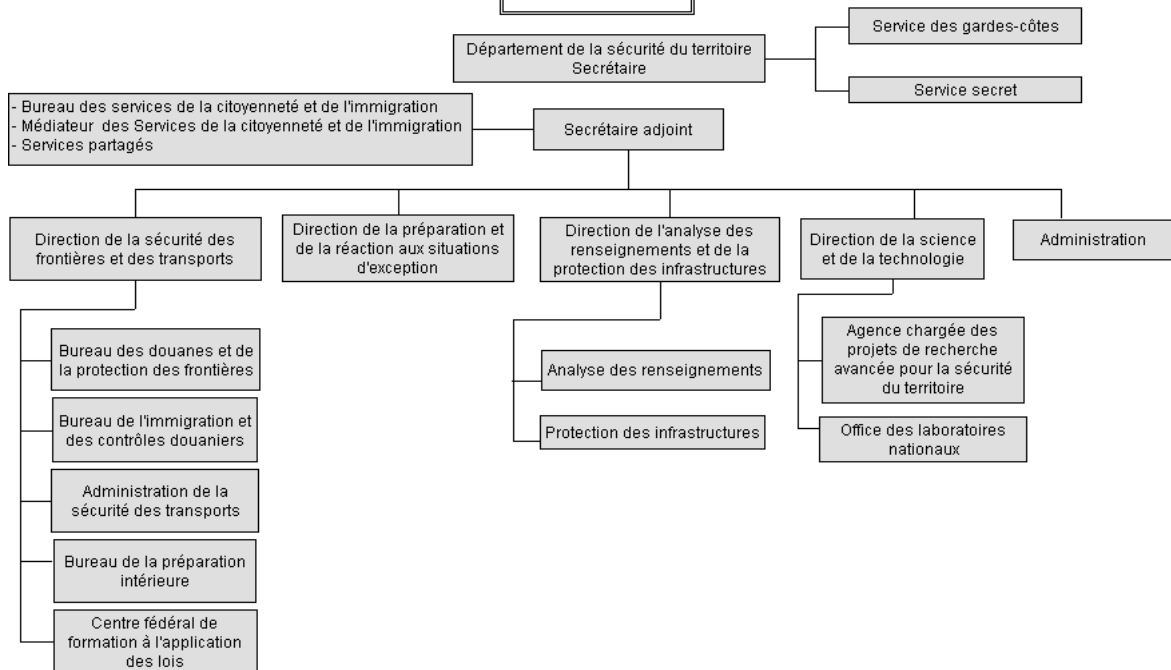 Service des gardes-côtes
Département de la sécurité du territoire
Secrétaire
Service secret
- Bureau des services de la citoyenneté et de l'immigration
- Médiateur des Services de la citoyenneté et de l'immigration
- Services partagés
Secrétaire adjoint
Direction de la sécurité des
frontières et des transports
Direction de la préparation et
de la réaction aux situations
d'exception
Direction de l'analyse des
renseignements et de la
protection des infrastructures
Direction de la science
et de la technologie
Administration
Bureau des douanes et de
la protection des frontières
Bureau de l'immigration et
des contrôles douaniers
Administration de la
sécurité des transports
Bureau de la préparation
intérieure
Centre fédéral de
formation à l'application
des lois
Analyse des renseignements
Protection des infrastructures
Agence chargée des
projets de recherche
avancée pour la sécurité
du territoire
Office des laboratoires
nationaux